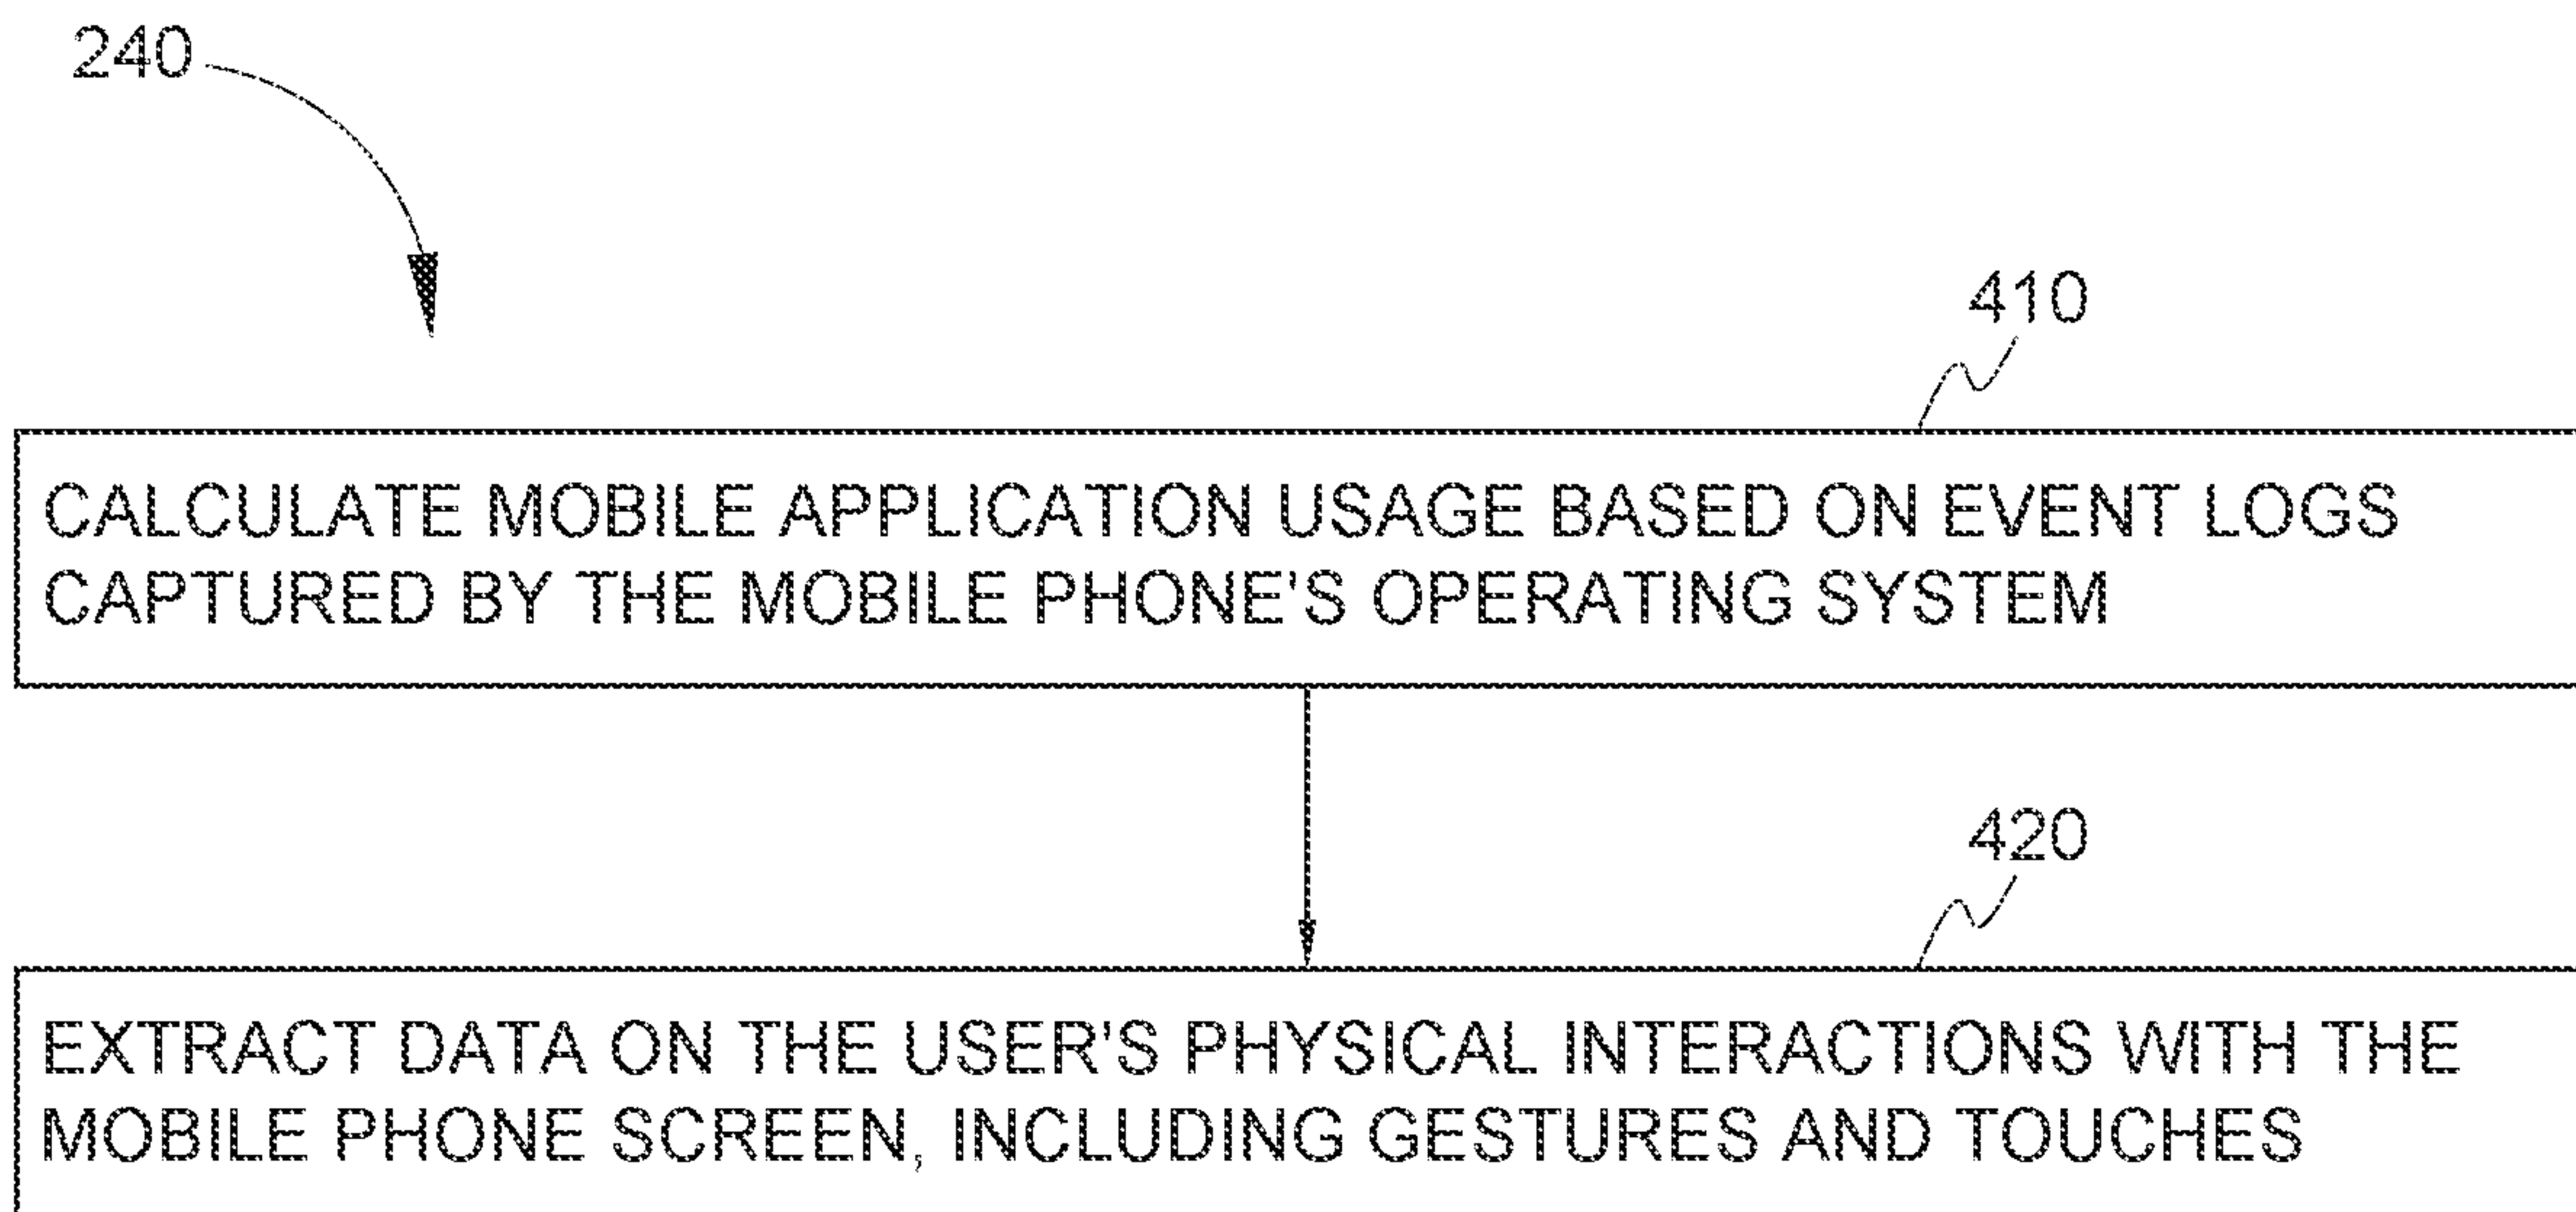 240
410
CALCULATE MOBILE APPLICATION USAGE BASED ON EVENT LOGS
CAPTURED BY THE MOBILE PHONE'S OPERATING SYSTEM
420
EXTRACT DATA ON THE USER'S PHYSICAL INTERACTIONS WITH THE
MOBILE PHONE SCREEN, INCLUDING GESTURES AND TOUCHES